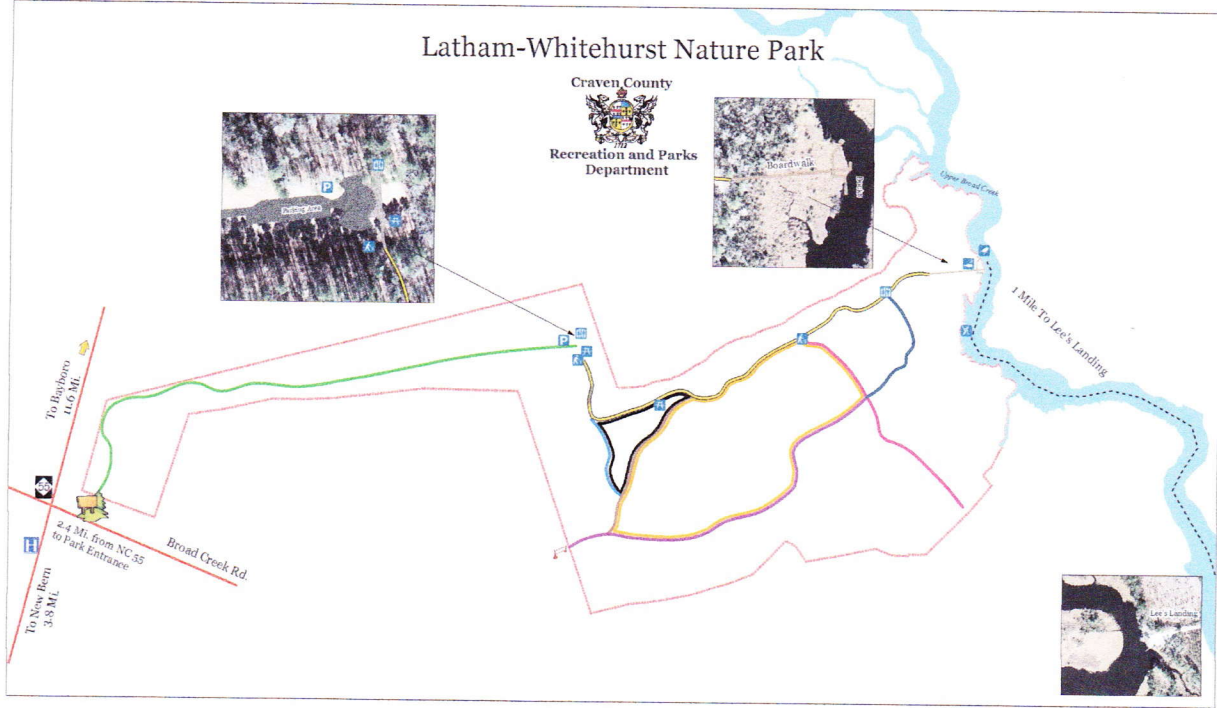 Latham-Whitehurst Nature Park
Craven County
Recreation and Parks
Department
Parking Area
P
Boardwalk
Upper Broad Creek
1 Mile To Lee's Landing
P
To Bayboro
11.6 Mi.
55
2.4 Mi. from NC 55
to Park Entrance
Broad Creek Rd.
H
To New Bern
3.8 Mi.
Lee's Landing